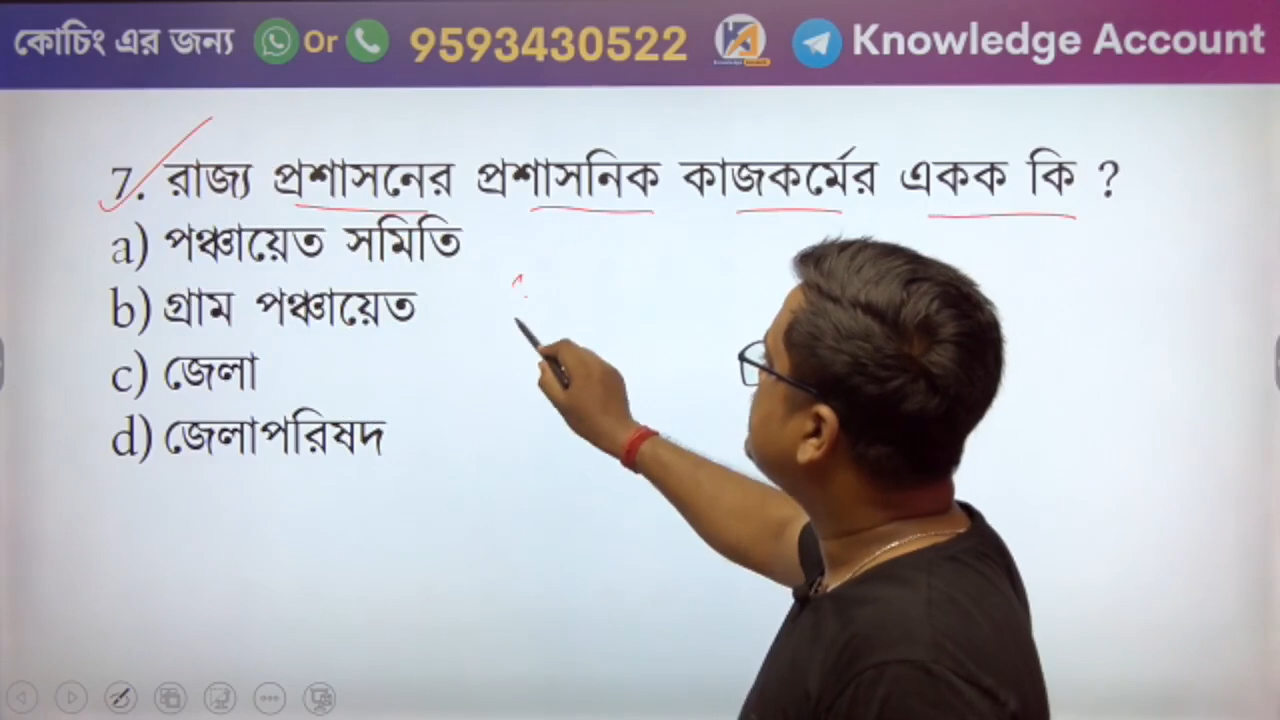 কোচিং এর জন্য Or 9593430522 Knowledge Account
7. রাজ্য প্রশাসনের প্রশাসনিক কাজকর্মের একক কি ?
a) পঞ্চায়েত সমিতি
b) গ্রাম পঞ্চায়েত
c) জেলা
d) জেলাপরিষদ